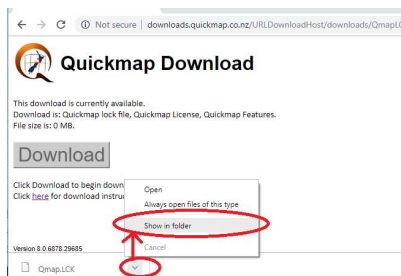 Not secure | downloads.quickmap.co.nz/URLDownloadHost/downloads/QmapL
Quickmap Download
This download is currently available.
Download is: Quickmap lock file, Quickmap License, Quickmap Features.
File size is: 0 MB.
Download
Click Download to begin down
Click here for download instru
Open
Always open files of this type
Show in folder
Cancel
Version 8.0.6878.29685
Qmap.LCK